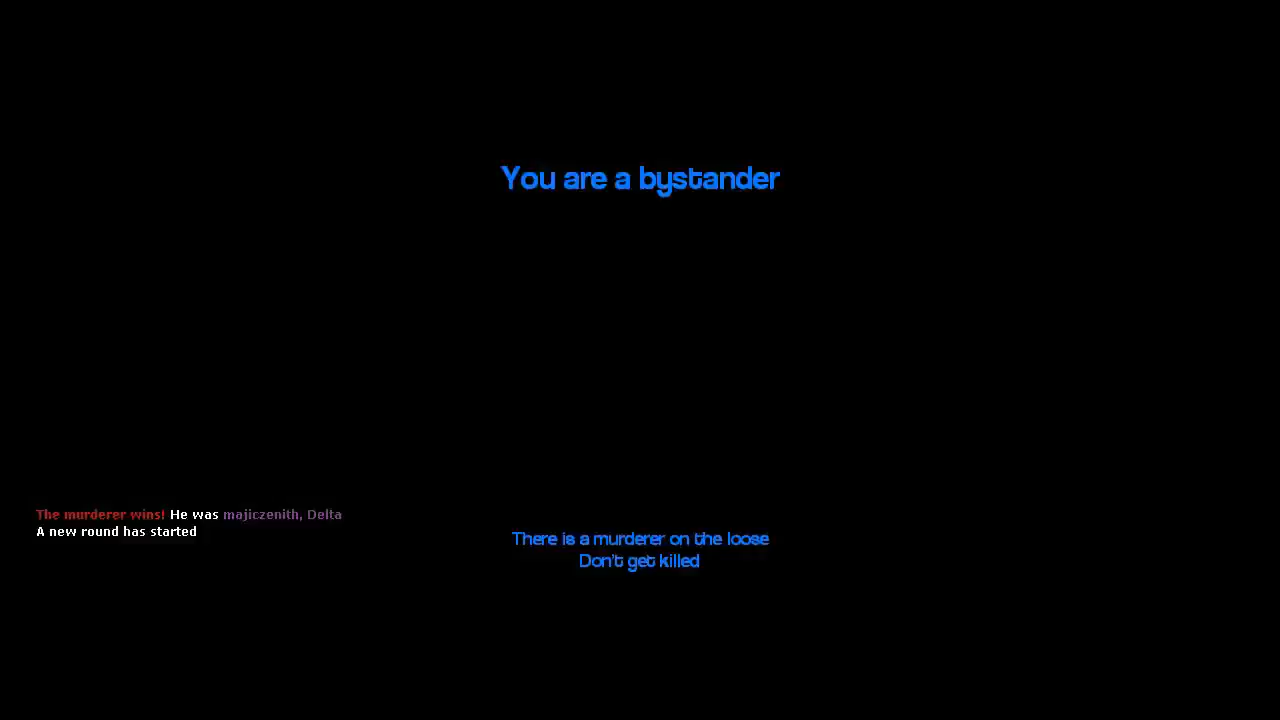 You are a bystander
The murderer wins! He was majiczenith, Delta
A new round has started
There is a murderer on the loose
Don't get killed